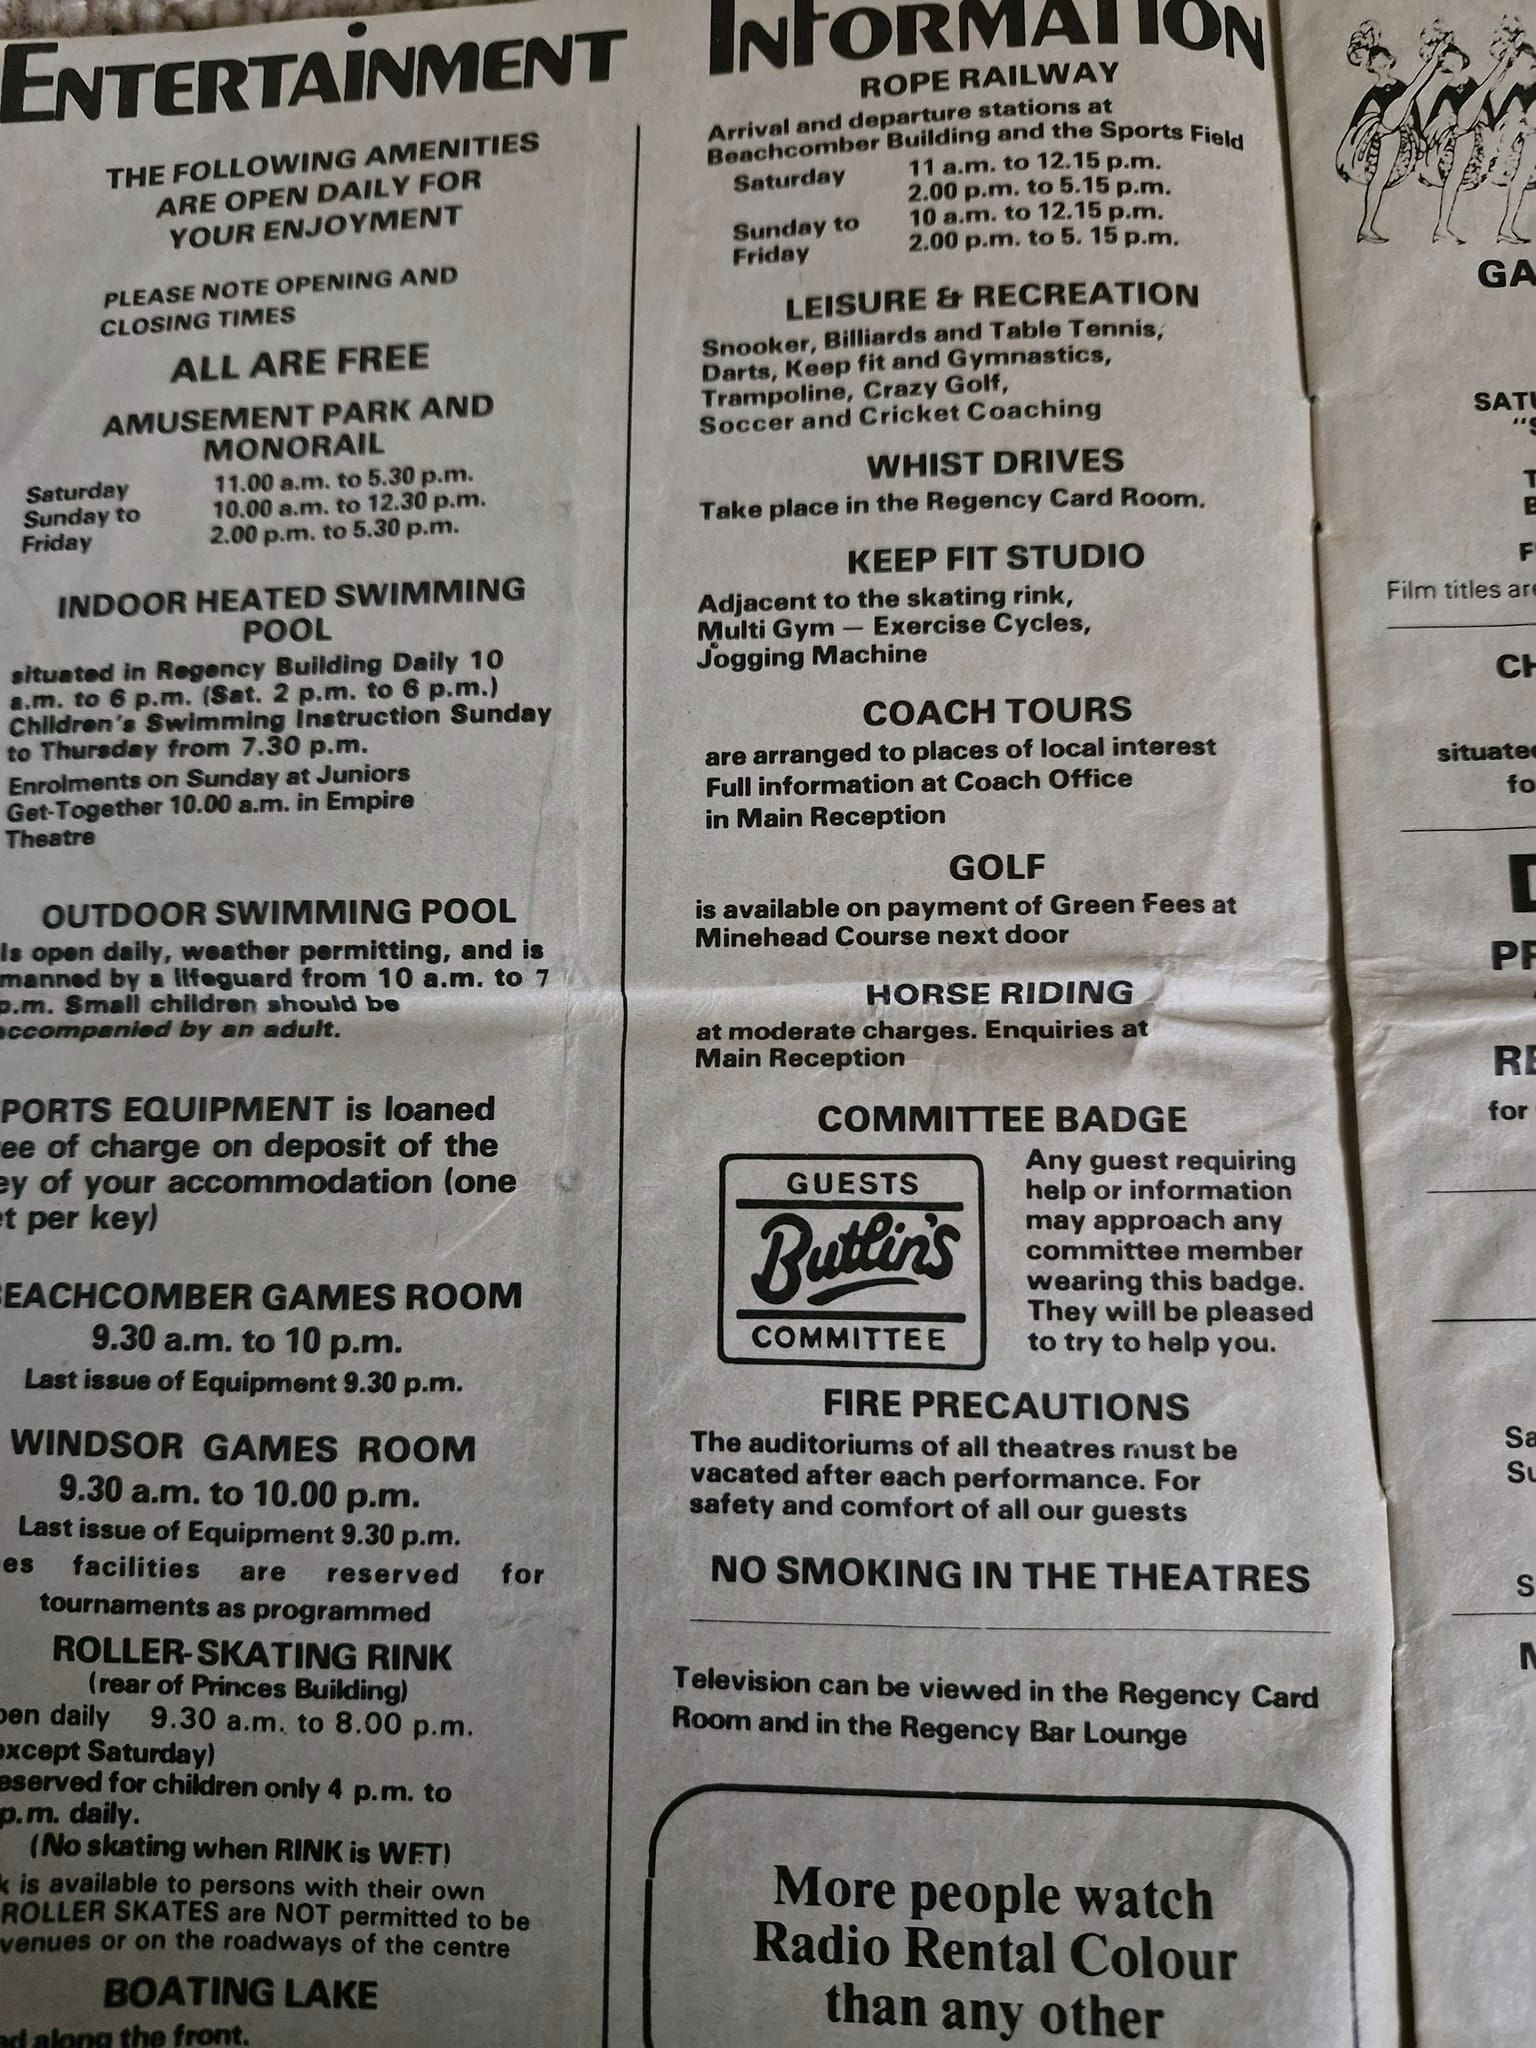 ENTERTAINMENT
THE FOLLOWING AMENITIES
ARE OPEN DAILY FOR
YOUR ENJOYMENT
PLEASE NOTE OPENING AND
CLOSING TIMES
ALL ARE FREE
AMUSEMENT PARK AND
MONORAIL
Saturday 11.00 a.m. to 5.30 p.m.
Sunday to 10.00 a.m. to 12.30 p.m.
Friday 2.00 p.m. to 5.30 p.m.
INDOOR HEATED SWIMMING
POOL
situated in Regency Building Daily 10
a.m. to 6 p.m. (Sat. 2 p.m. to 6 p.m.)
Children's Swimming Instruction Sunday
to Thursday from 7.30 p.m.
Enrolments on Sunday at Juniors
Get-Together 10.00 a.m. in Empire
Theatre
OUTDOOR SWIMMING POOL
Is open daily, weather permitting, and is
manned by a lifeguard from 10 a.m. to 7
p.m. Small children should be
accompanied by an adult.
PORTS EQUIPMENT is loaned
ree of charge on deposit of the
ey of your accommodation (one
et per key)
BEACHCOMBER GAMES ROOM
9.30 a.m. to 10 p.m.
Last issue of Equipment 9.30 p.m.
WINDSOR GAMES ROOM
9.30 a.m. to 10.00 p.m.
Last issue of Equipment 9.30 p.m.
es facilities are reserved for
tournaments as programmed
ROLLER-SKATING RINK
(rear of Princes Building)
pen daily 9.30 a.m. to 8.00 p.m.
except Saturday)
eserved for children only 4 p.m. to
p.m. daily.
(No skating when RINK is WET)
k is available to persons with their own
ROLLER SKATES are NOT permitted to be
venues or on the roadways of the centre
BOATING LAKE
ed along the front.
INFORMATION
ROPE RAILWAY
Arrival and departure stations at
Beachcomber Building and the Sports Field
Saturday 11 a.m. to 12.15 p.m.
2.00 p.m. to 5.15 p.m.
Sunday to 10 a.m. to 12.15 p.m.
Friday 2.00 p.m. to 5. 15 p.m.
LEISURE & RECREATION
Snooker, Billiards and Table Tennis,
Darts, Keep fit and Gymnastics,
Trampoline, Crazy Golf,
Soccer and Cricket Coaching
WHIST DRIVES
Take place in the Regency Card Room.
KEEP FIT STUDIO
Adjacent to the skating rink,
Multi Gym — Exercise Cycles,
Jogging Machine
COACH TOURS
are arranged to places of local interest
Full information at Coach Office
in Main Reception
GOLF
is available on payment of Green Fees at
Minehead Course next door
HORSE RIDING
at moderate charges. Enquiries at
Main Reception
COMMITTEE BADGE
GUESTS
Butlin's
COMMITTEE
Any guest requiring
help or information
may approach any
committee member
wearing this badge.
They will be pleased
to try to help you.
FIRE PRECAUTIONS
The auditoriums of all theatres must be
vacated after each performance. For
safety and comfort of all our guests
NO SMOKING IN THE THEATRES
Television can be viewed in the Regency Card
Room and in the Regency Bar Lounge
More people watch
Radio Rental Colour
than any other
GA
SATU
"S
T
B
F
Film titles are
CH
situated
fo
D
PR
RE
for
Sa
Su
S
M